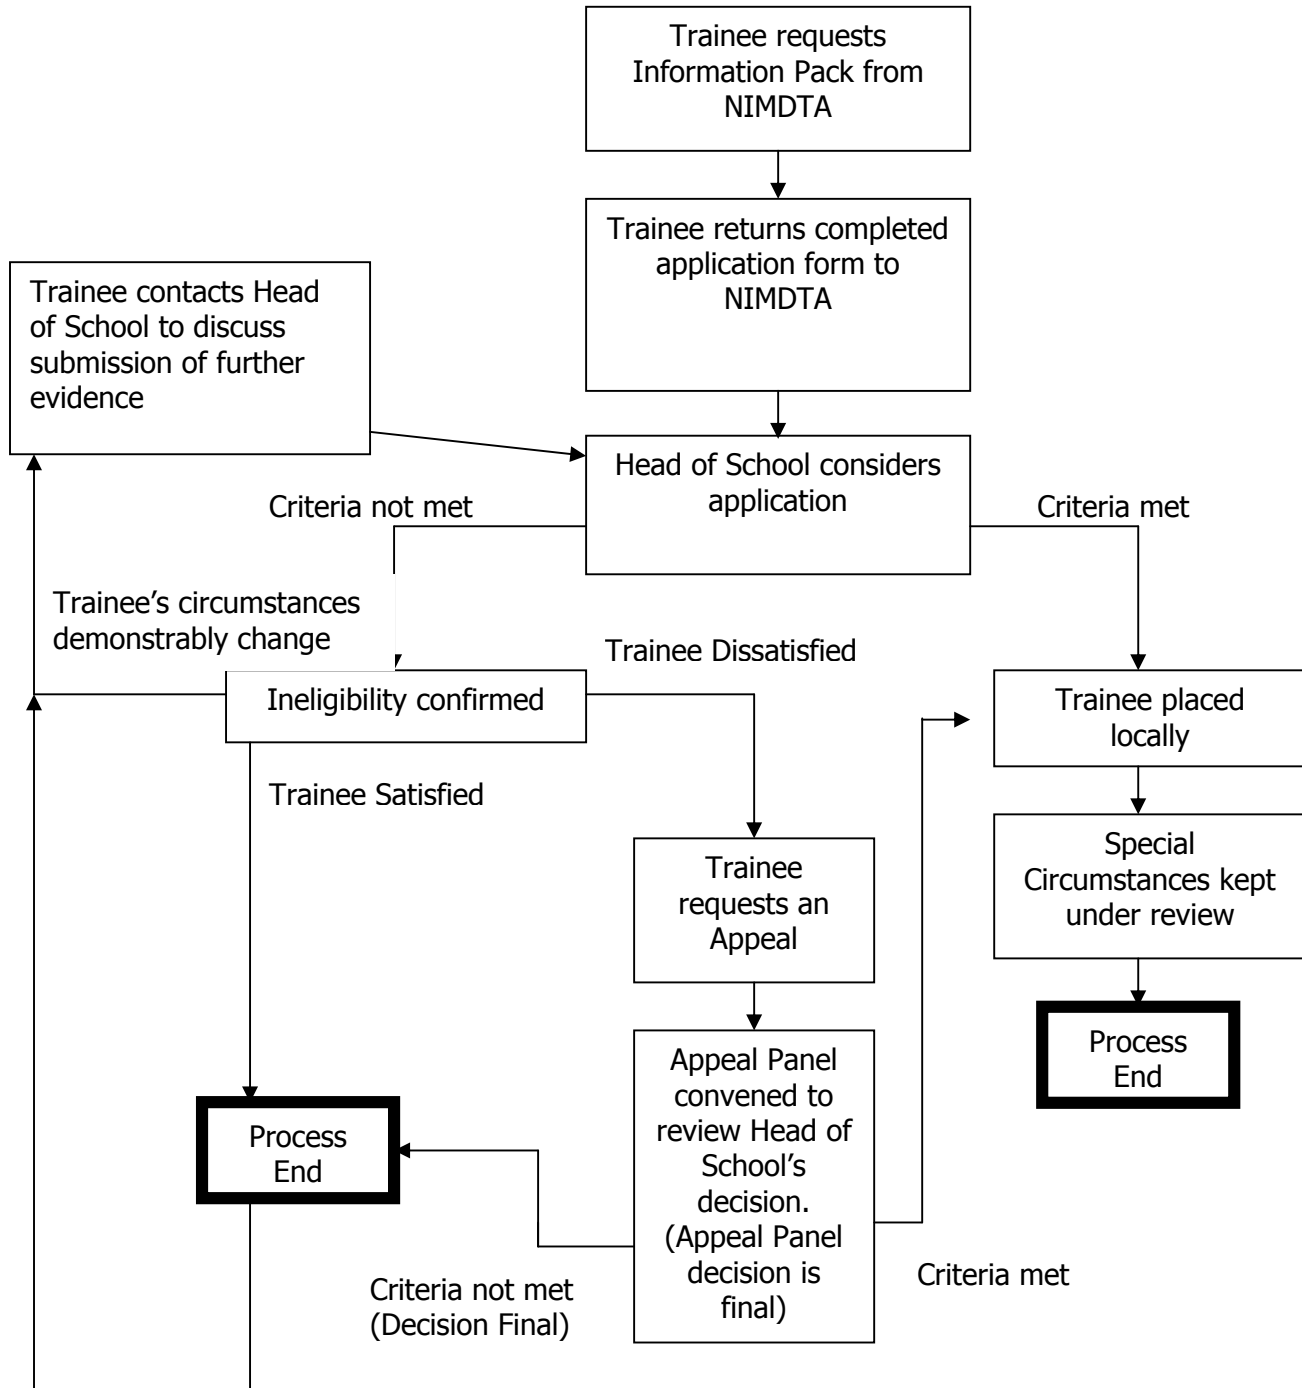 Trainee requests
Information Pack from
NIMDTA
Trainee returns completed
application form to
NIMDTA
Trainee contacts Head
of School to discuss
submission of further
evidence
Head of School considers
application
Criteria not met
Criteria met
Trainee’s circumstances
demonstrably change
Trainee Dissatisfied
Ineligibility confirmed
Trainee placed
locally
Trainee Satisfied
Trainee
requests an
Appeal
Special
Circumstances kept
under review
Process
End
Appeal Panel
convened to
review Head of
School’s
decision.
(Appeal Panel
decision is
final)
Process
End
Criteria not met
(Decision Final)
Criteria met